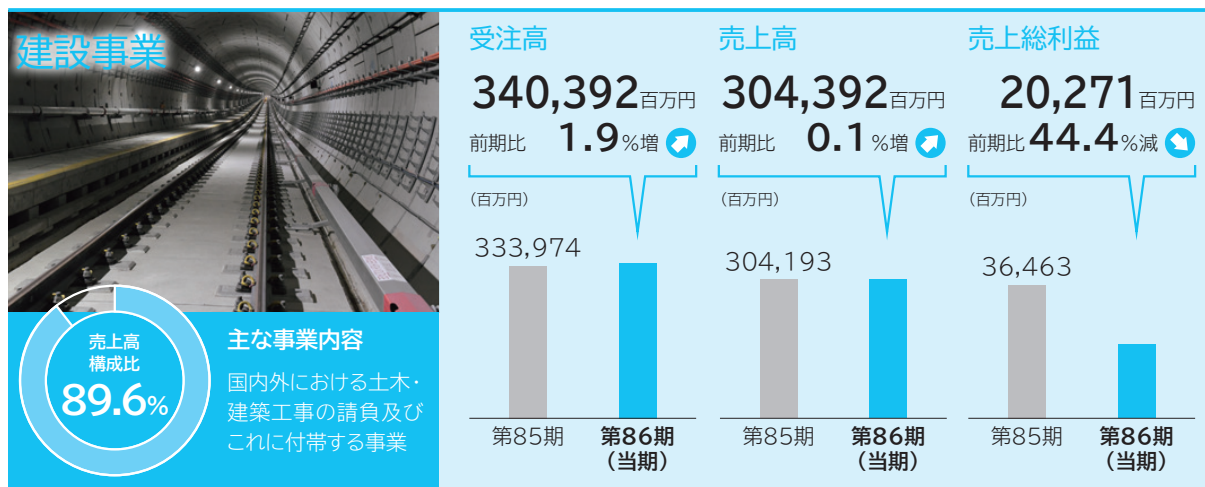 建設事業
売上高
構成比
89.6%
主な事業内容
国内外における土木・
建築工事の請負及び
これに付帯する事業
受注高
340,392百万円
前期比 1.9%増
(百万円)
333,974
第85期
第86期
(当期)
売上高
304,392百万円
前期比 0.1%増
(百万円)
304,193
第85期
第86期
(当期)
売上総利益
20,271百万円
前期比44.4%減
(百万円)
36,463
第85期
第86期
(当期)